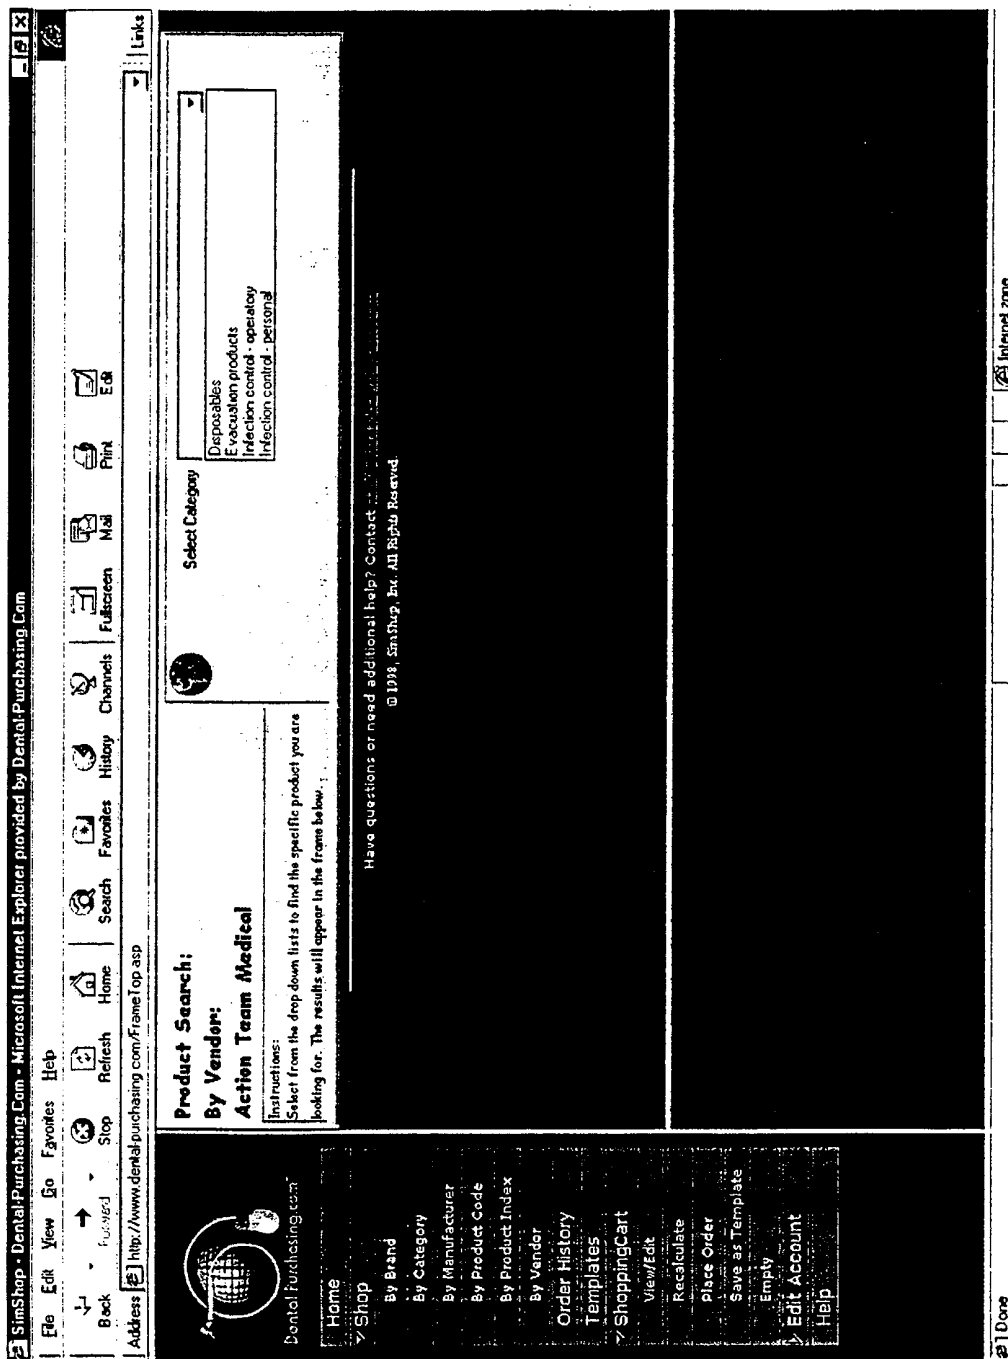 SimShop - Dental-Purchasing.Com - Microsoft Internet Explorer provided by Dental-Purchasing.Com
File Edit View Go Favorites Help
Back Forward Stop Refresh Home Search Favorites History Channels Fullscreen Mail Print Edit
Address http://www.dental-purchasing.com/FrameTop.asp Links
Dental Purchasing.com
Home
Shop
By Brand
By Category
By Manufacturer
By Product Code
By Product Index
By Vendor
Order History
Templates
ShoppingCart
View/Edit
Recalculate
Place Order
Save as Template
Empty
Edit Account
Help
Product Search:
By Vendor:
Action Team Medical
Instructions:
Select from the drop down lists to find the specific product you are
looking for. The results will appear in the frame below.
Select Category
Disposables
Evacuation products
Infection control - operatory
Infection control - personal
Have questions or need additional help? Contact
© 1998, SimShop, Inc. All Rights Reserved.
Done Internet zone